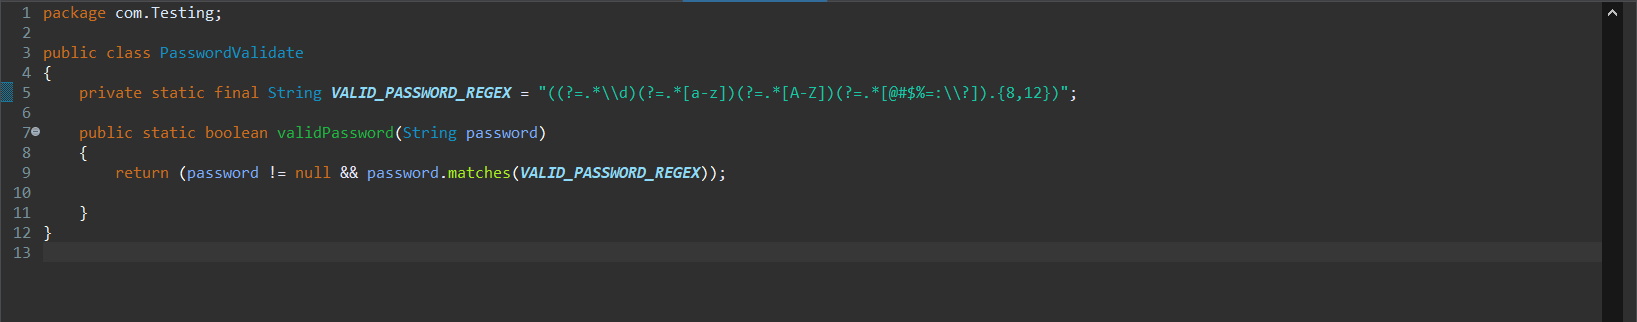 1 package com.Testing;
2
3 public class PasswordValidate
4 {
5     private static final String VALID_PASSWORD_REGEX = "((?=.*\\d)(?=.*[a-z])(?=.*[A-Z])(?=.*[@#$%=:\\?]).{8,12})";
6
7     public static boolean validPassword(String password)
8     {
9         return (password != null && password.matches(VALID_PASSWORD_REGEX));
10
11     }
12 }
13